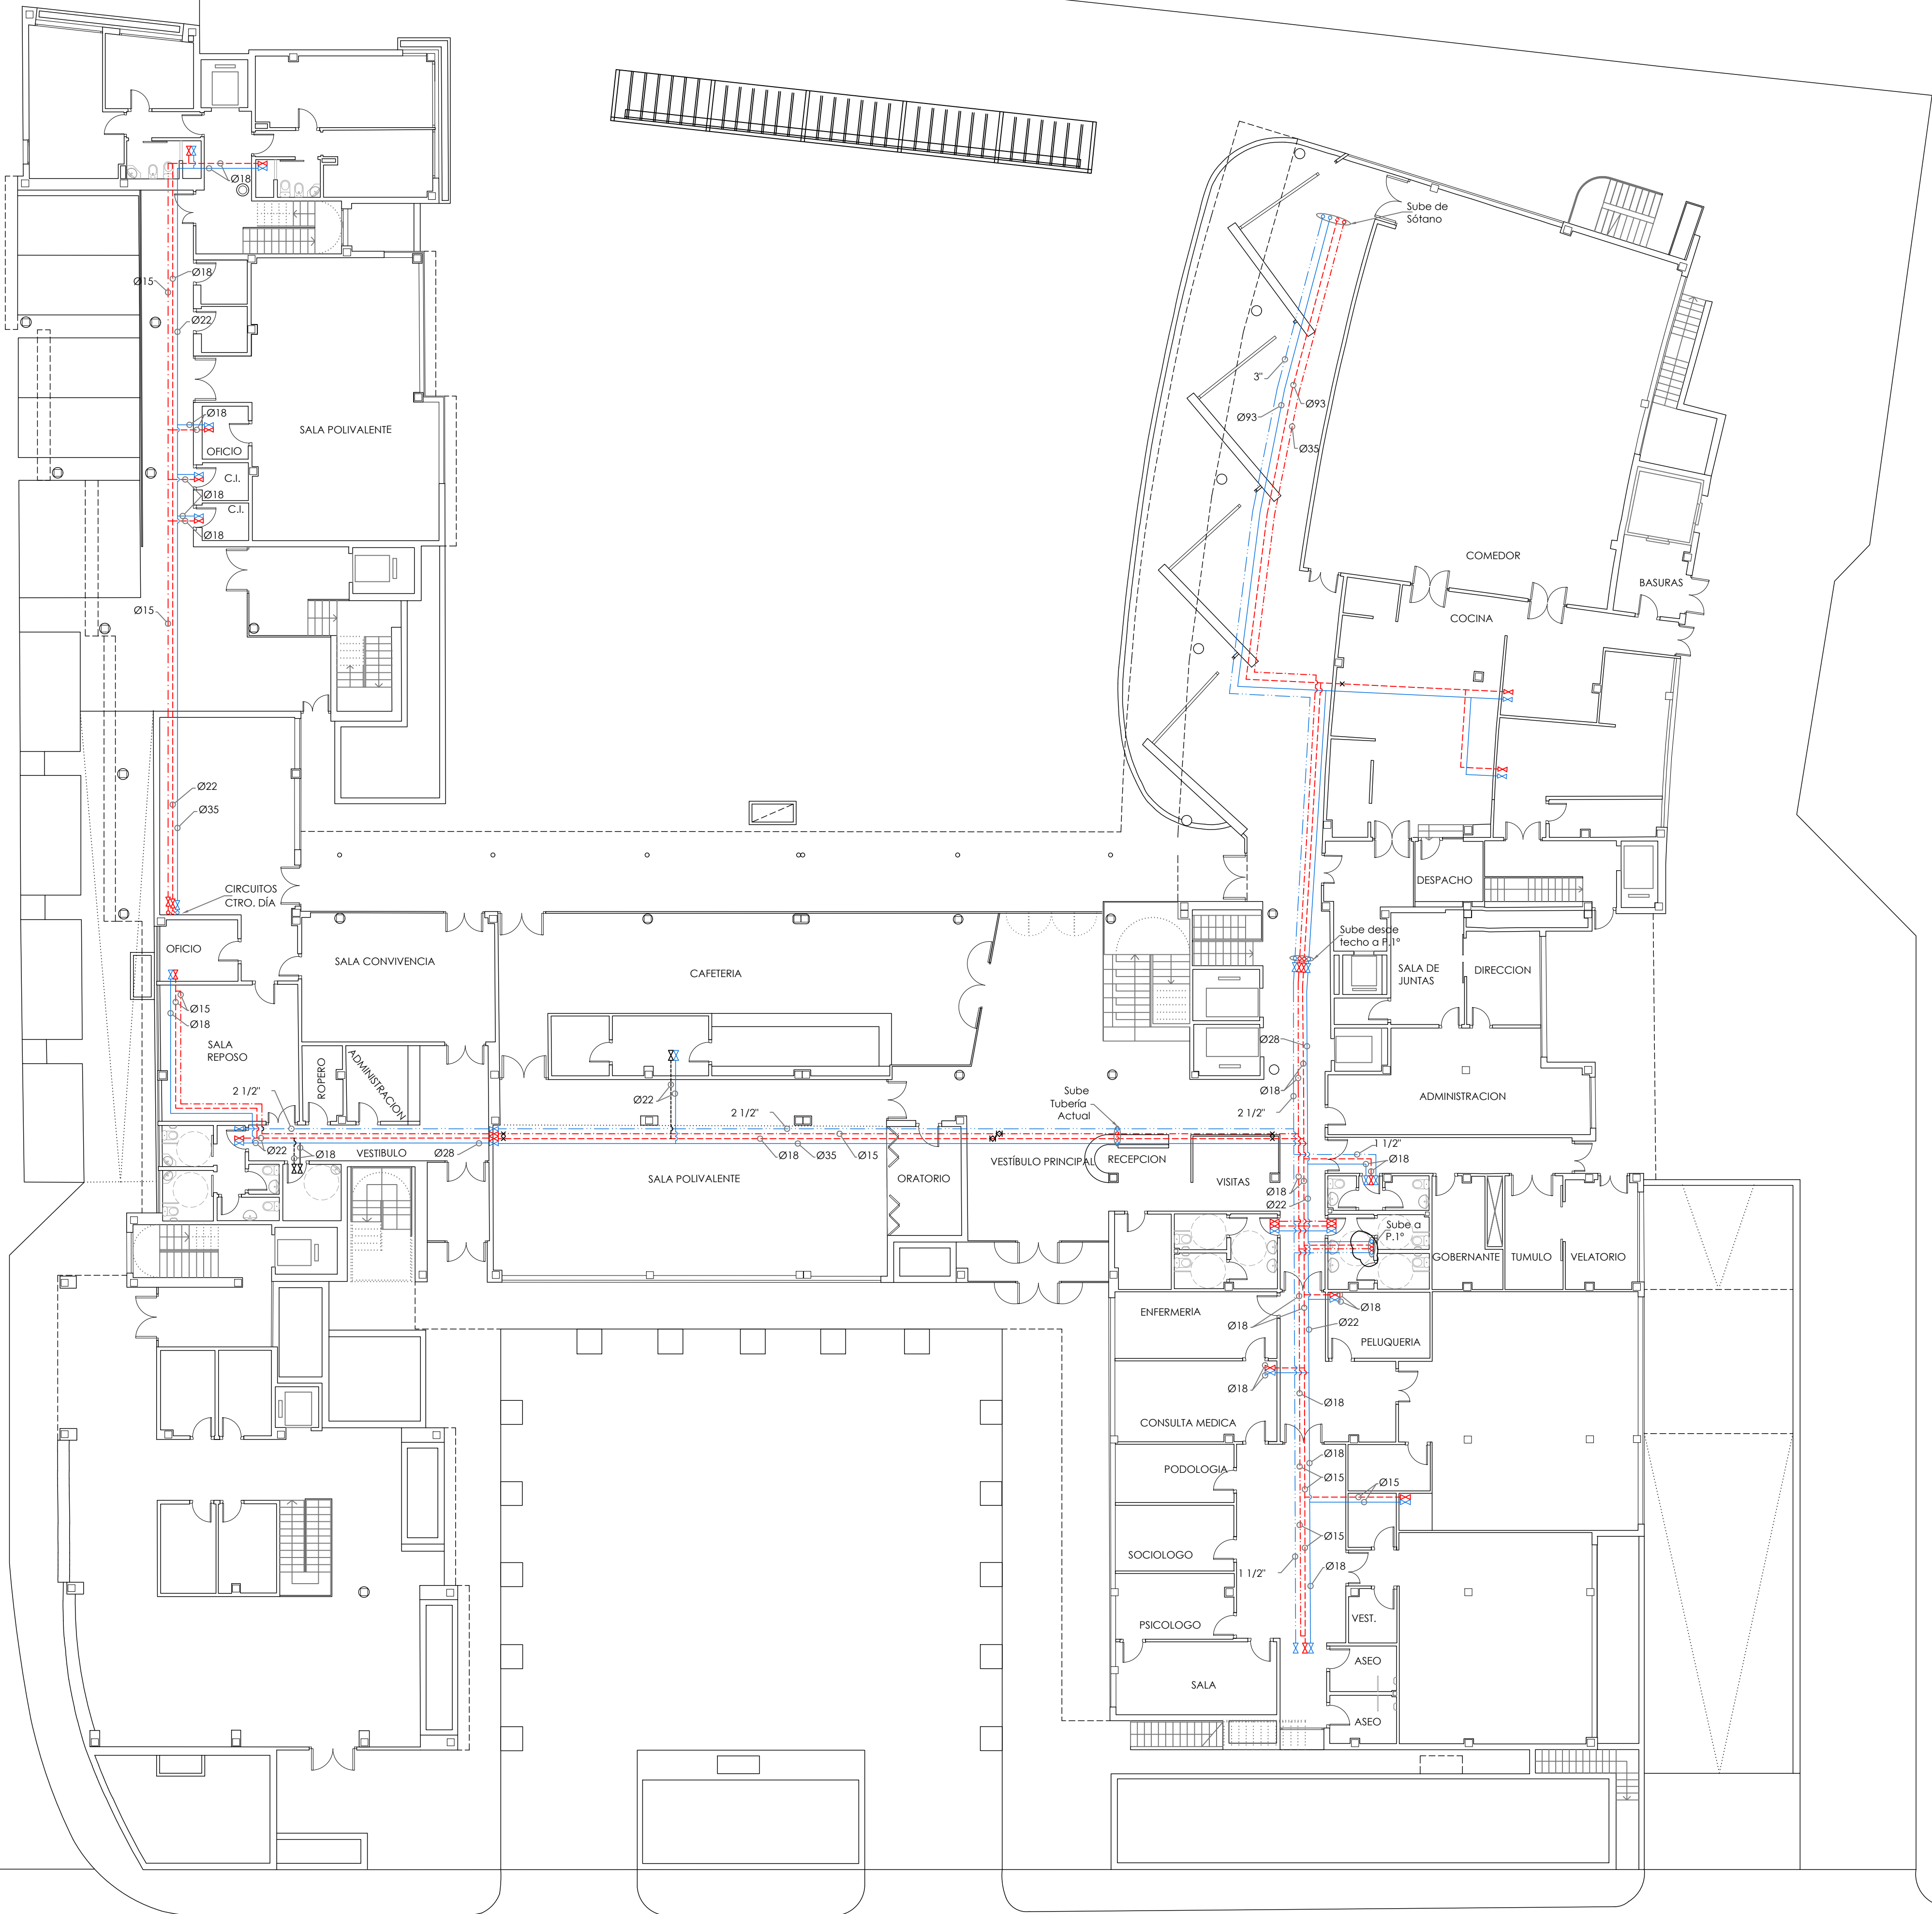 Sube de
Sótano
Ø18
Ø18
Ø15
Ø22
3"
Ø93
Ø93
Ø35
Ø18
SALA POLIVALENTE
OFICIO
C.I.
Ø18
C.I.
Ø18
COMEDOR
BASURAS
Ø15
COCINA
Ø22
Ø35
CIRCUITOS
CTRO. DÍA
DESPACHO
OFICIO
SALA CONVIVENCIA
CAFETERIA
Sube desde
techo a P.1º
SALA DE
JUNTAS
DIRECCION
Ø15
Ø18
SALA
REPOSO
ROPERO
ADMINISTRACION
2 1/2"
Ø22
2 1/2"
Sube
Tubería
Actual
Ø28
Ø18
2 1/2"
ADMINISTRACION
Ø22
Ø18
VESTIBULO
Ø28
Ø18
Ø35
Ø15
SALA POLIVALENTE
ORATORIO
VESTÍBULO PRINCIPAL
RECEPCION
VISITAS
1 1/2"
Ø18
Ø18
Ø22
Sube a
P.1º
GOBERNANTE
TUMULO
VELATORIO
ENFERMERIA
Ø18
Ø18
Ø22
PELUQUERIA
Ø18
Ø18
CONSULTA MEDICA
PODOLOGIA
Ø18
Ø15
Ø15
SOCIOLOGO
Ø15
1 1/2"
Ø18
PSICOLOGO
VEST.
SALA
ASEO
ASEO